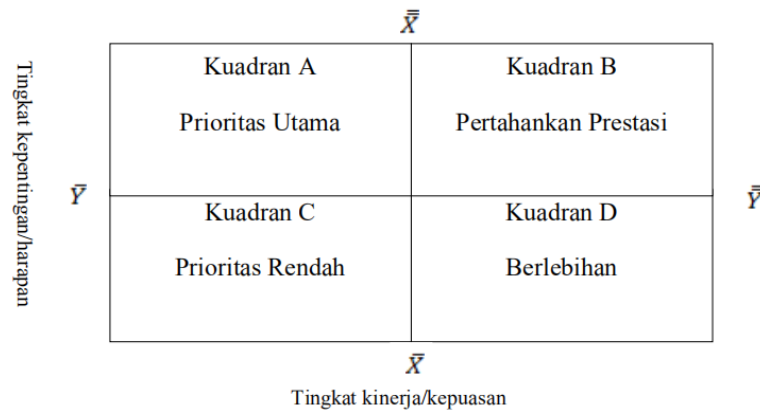 X̿
Kuadran A
Prioritas Utama
Kuadran B
Pertahankan Prestasi
Tingkat kepentingan/harapan
Y̅
Y̿
Kuadran C
Prioritas Rendah
Kuadran D
Berlebihan
X̅
Tingkat kinerja/kepuasan